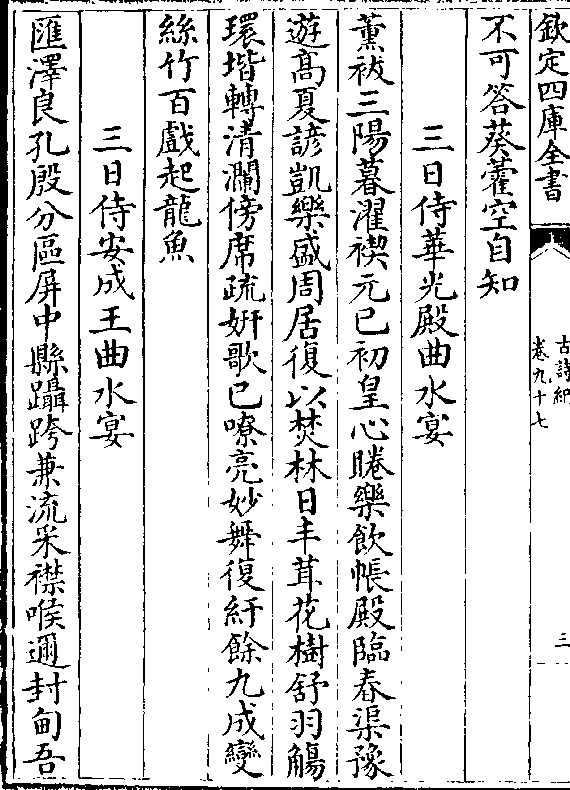 欽定四庫全書
古詩紀
卷九十七
三
不可答葵藿空自知
三日侍華光殿曲水宴
薰祓三陽暮濯禊元巳初皇心睠樂飲帳殿臨春渠豫
遊髙夏諺凱樂盛周居復以焚林日丰茸花樹舒羽觴
環堦轉清瀾傍席疏妍歌已嘹亮妙舞復紆餘九成變
絲竹百戲起龍魚
三日侍安成王曲水宴
匯澤良孔殷分區屏中縣躡跨兼流采襟喉邇封甸吾